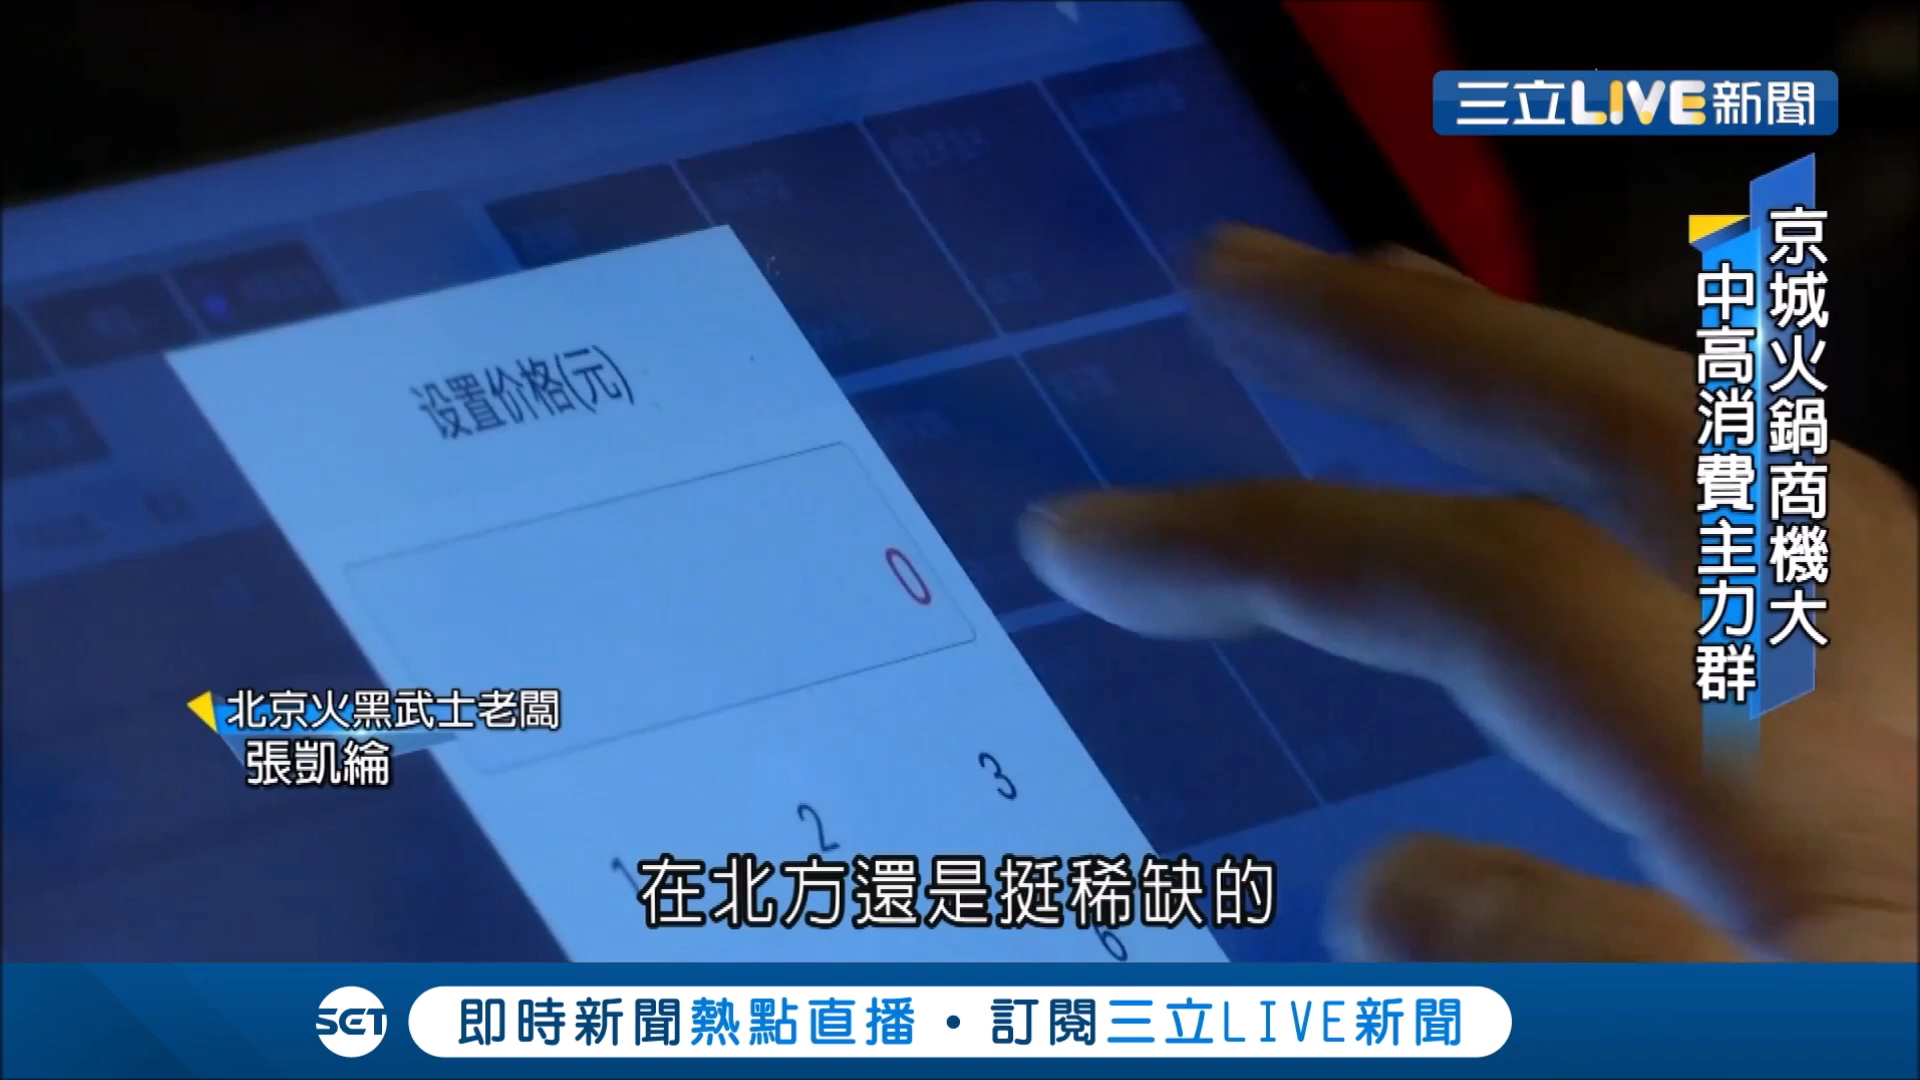 三立LIVE新聞
京城火鍋商機大
中高消費主力群
设置价格(元)
0
北京火黑武士老闆
張凱綸
1
2
3
6
在北方還是挺稀缺的
SET
即時新聞熱點直播·訂閱三立LIVE新聞